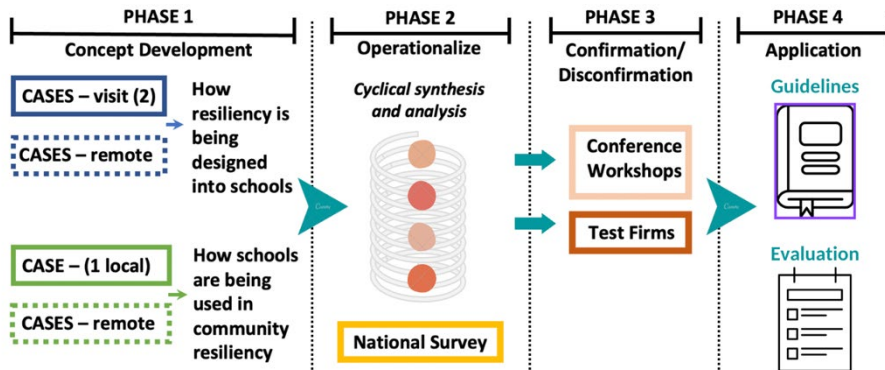 PHASE 1
Concept Development
CASES – visit (2)
CASES – remote
How
resiliency is
being
designed
into schools
CASE – (1 local)
CASES – remote
How schools
are being
used in
community
resiliency
PHASE 2
Operationalize
Cyclical synthesis
and analysis
National Survey
PHASE 3
Confirmation/
Disconfirmation
Conference
Workshops
Test Firms
PHASE 4
Application
Guidelines
Evaluation